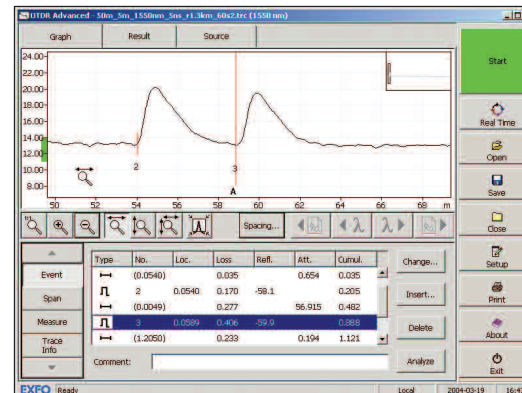 OTDR Advanced - 50m_5m_1550nm_5ns_r1.3km_60s2.trc (1550 nm)
Graph Result Source
Start
24.00
22.00
20.00
18.00
16.00
14.00
12.00
10.00
8.00
2 3
A
50 52 54 56 58 60 62 64 66 68 m
Real Time
Open
Save
Close
Setup
Print
About
Exit
Spacing...
Event
Span
Measure
Trace
Info
Type No. Loc. Loss Refl. Att. Cumul.
(0.0540) 0.035 0.654 0.035
2 0.0540 0.170 -58.1 0.205
(0.0049) 0.277 56.915 0.482
3 0.0589 0.406 -59.9 0.888
(1.2050) 0.233 0.194 1.121
Change...
Insert...
Delete
Analyze
Comment:
EXFO Ready Local 2004-03-19